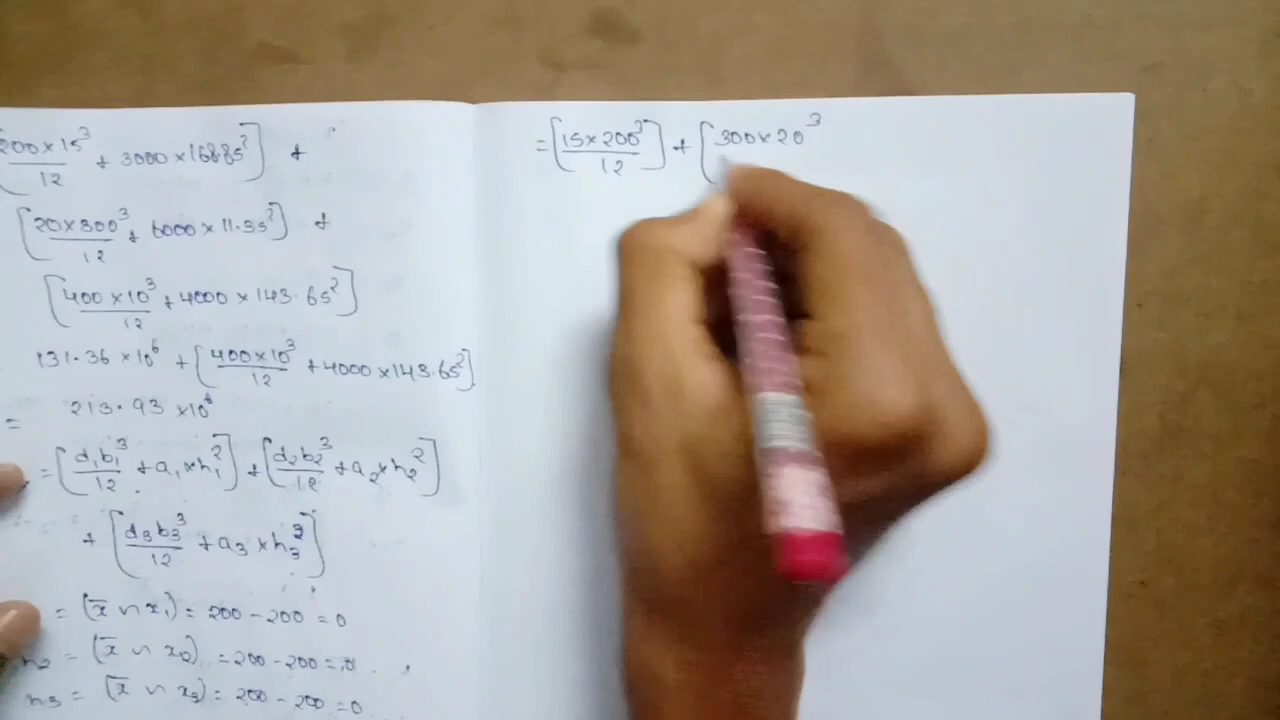 [200×15³/12 + 3000×168.85²] +
[20×300³/12 + 6000×11.35²] +
[400×10³/12 + 4000×143.65²]
131.36×10⁶ + [400×10³/12 + 4000×143.65²]
= 213.93×10⁶
= [d₁b₁³/12 + a₁×h₁²] + [d₂b₂³/12 + a₂×h₂²]
+ [d₃b₃³/12 + a₃×h₃²]
= (x̄ ∽ x₁) = 200-200=0
h₂ = (x̄ ∽ x₂) = 200-200=0
h₃ = (x̄ ∽ x₃) = 200-200=0
= [15×200³/12] + [300×20³